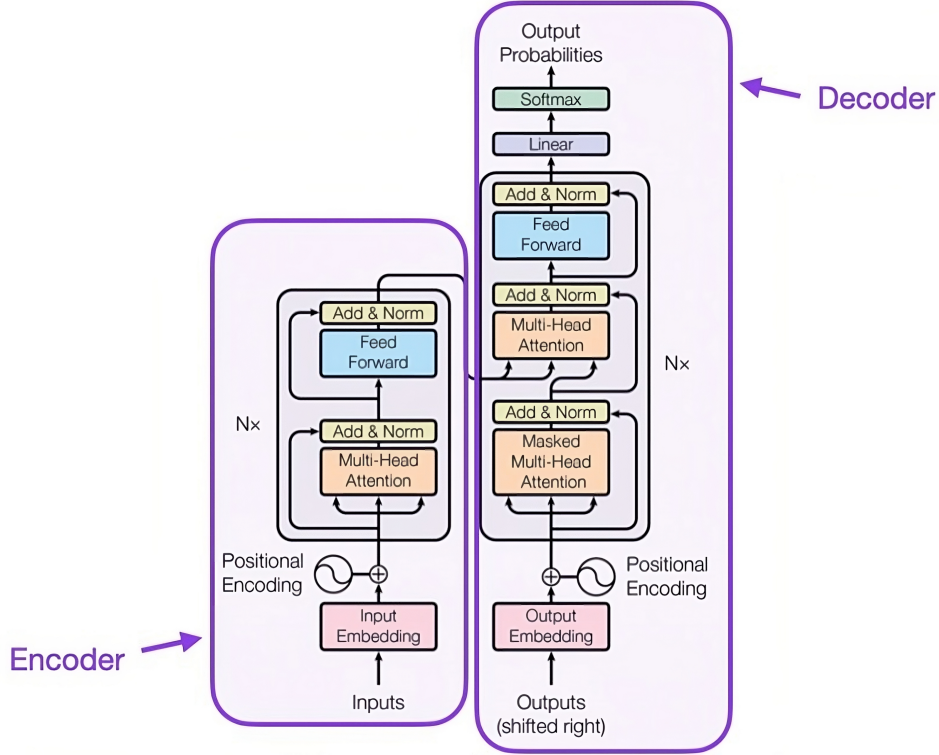 Output
Probabilities
Softmax
Linear
Add & Norm
Feed
Forward
Add & Norm
Multi-Head
Attention
Add & Norm
Masked
Multi-Head
Attention
Nx
Positional
Encoding
Output
Embedding
Outputs
(shifted right)
Decoder
Add & Norm
Feed
Forward
Add & Norm
Multi-Head
Attention
Nx
Positional
Encoding
Input
Embedding
Inputs
Encoder